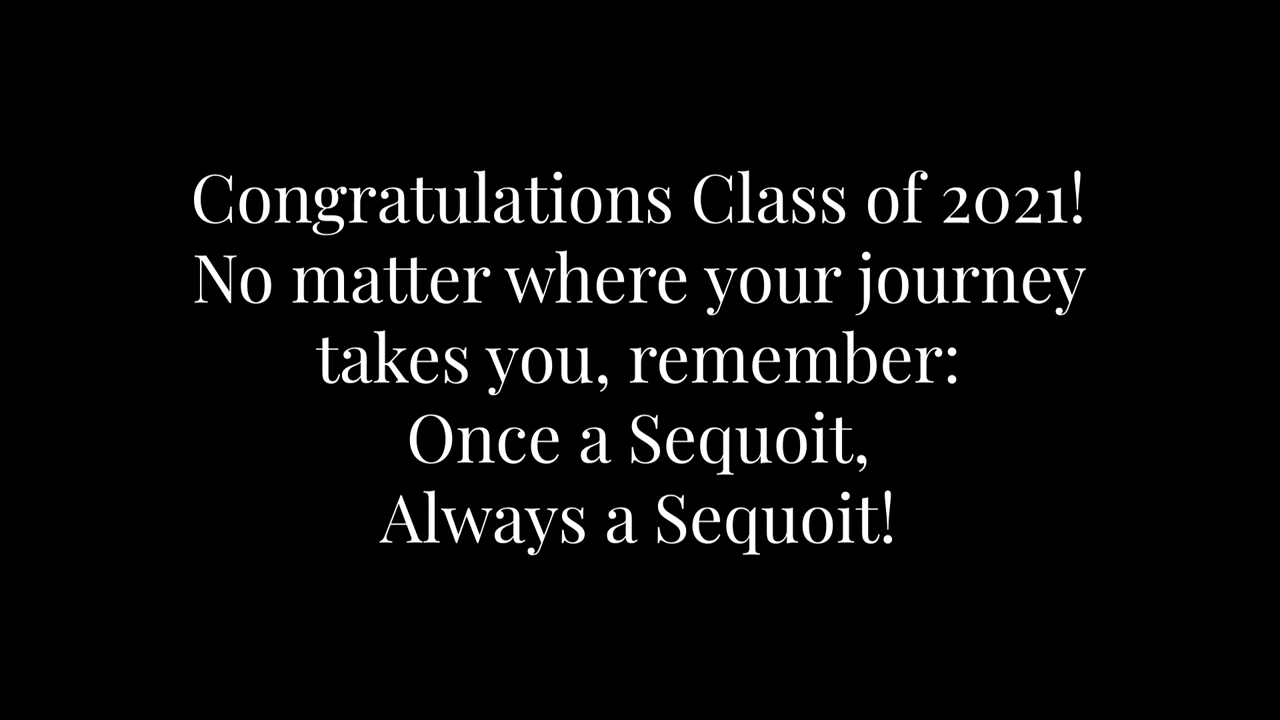 Congratulations Class of 2021!
No matter where your journey
takes you, remember:
Once a Sequoit,
Always a Sequoit!